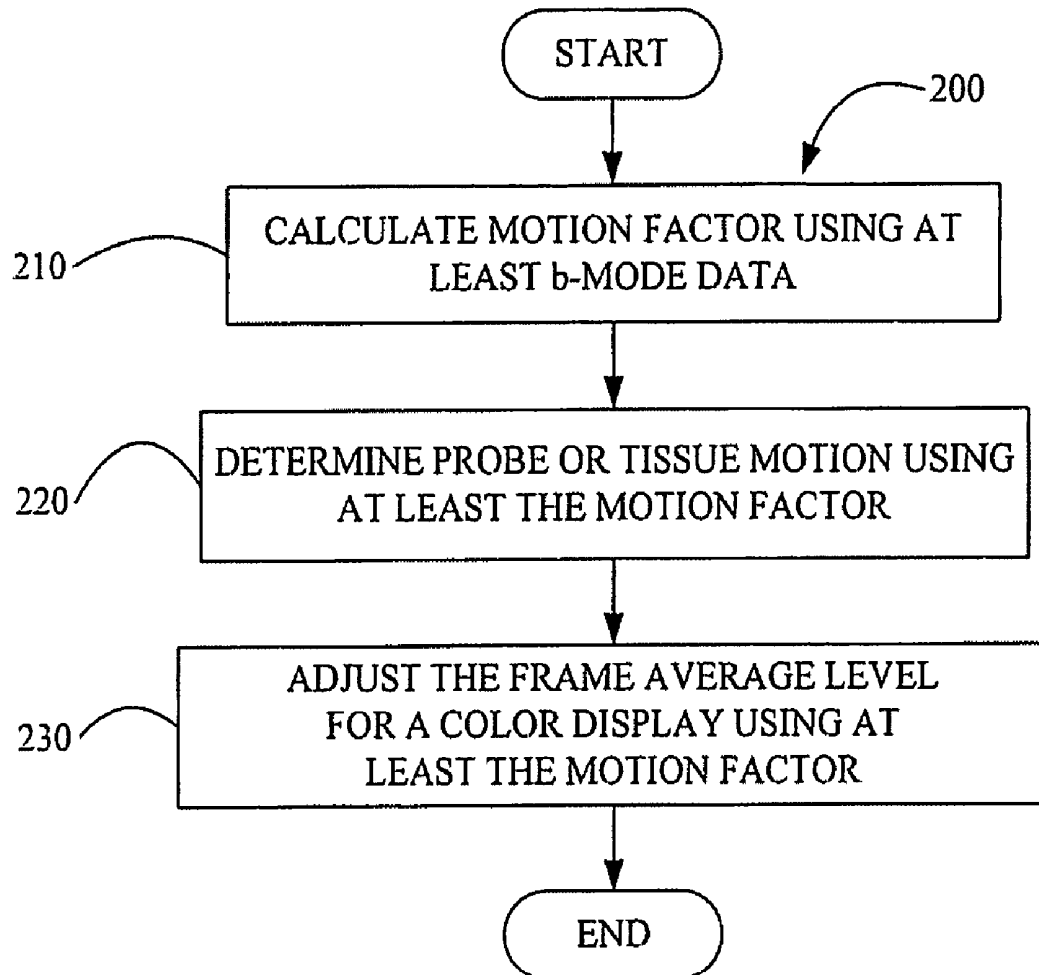 START
200
210
CALCULATE MOTION FACTOR USING AT
LEAST b-MODE DATA
220
DETERMINE PROBE OR TISSUE MOTION USING
AT LEAST THE MOTION FACTOR
230
ADJUST THE FRAME AVERAGE LEVEL
FOR A COLOR DISPLAY USING AT
LEAST THE MOTION FACTOR
END